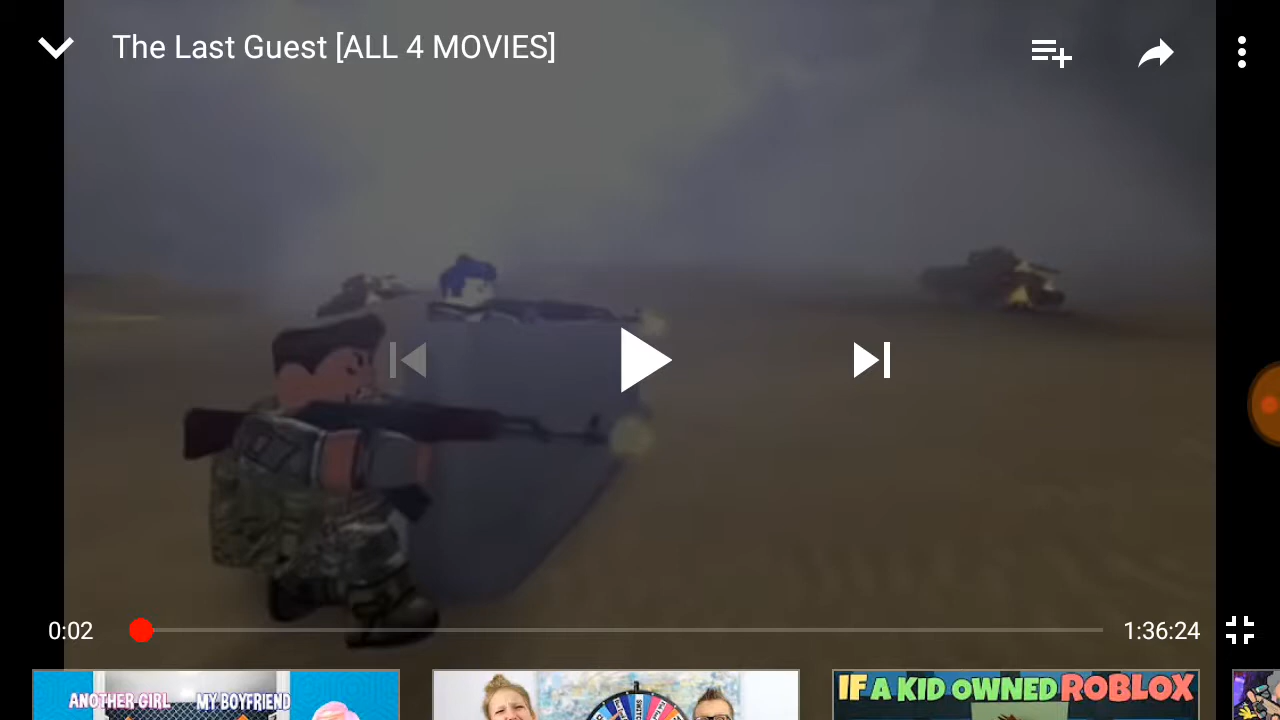 The Last Guest [ALL 4 MOVIES]
0:02
1:36:24
ANOTHER GIRL MY BOYFRIEND
IF A KID OWNED ROBLOX